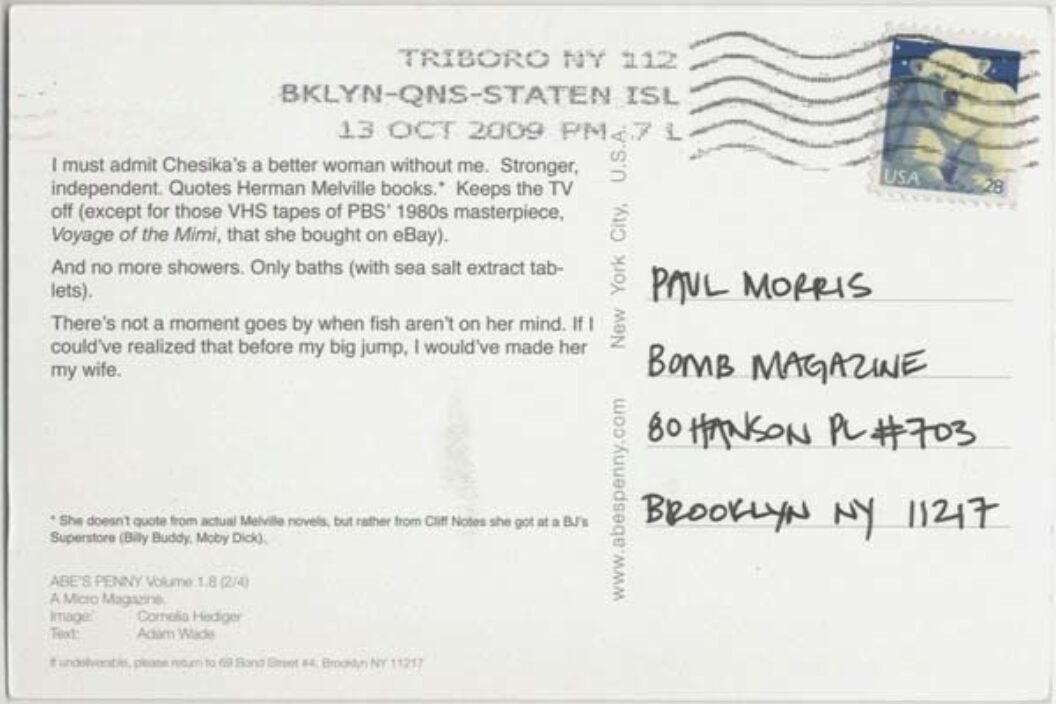 TRIBORO NY 112
BKLYN-QNS-STATEN ISL
13 OCT 2009 PM 7 L
USA 28
I must admit Chesika's a better woman without me. Stronger,
independent. Quotes Herman Melville books.* Keeps the TV
off (except for those VHS tapes of PBS' 1980s masterpiece,
Voyage of the Mimi, that she bought on eBay).
And no more showers. Only baths (with sea salt extract tab-
lets).
There's not a moment goes by when fish aren't on her mind. If I
could've realized that before my big jump, I would've made her
my wife.
* She doesn't quote from actual Melville novels, but rather from Cliff Notes she got at a BJ's
Superstore (Billy Buddy, Moby Dick).
ABE'S PENNY Volume 1.8 (2/4)
A Micro Magazine.
Image: Cornelia Hediger
Text: Adam Wade
If undeliverable, please return to 69 Bond Street #4, Brooklyn NY 11217
www.abespenny.com New York City, U.S.A.
PAUL MORRIS
BOMB MAGAZINE
80 HANSON PL #703
BROOKLYN NY 11217